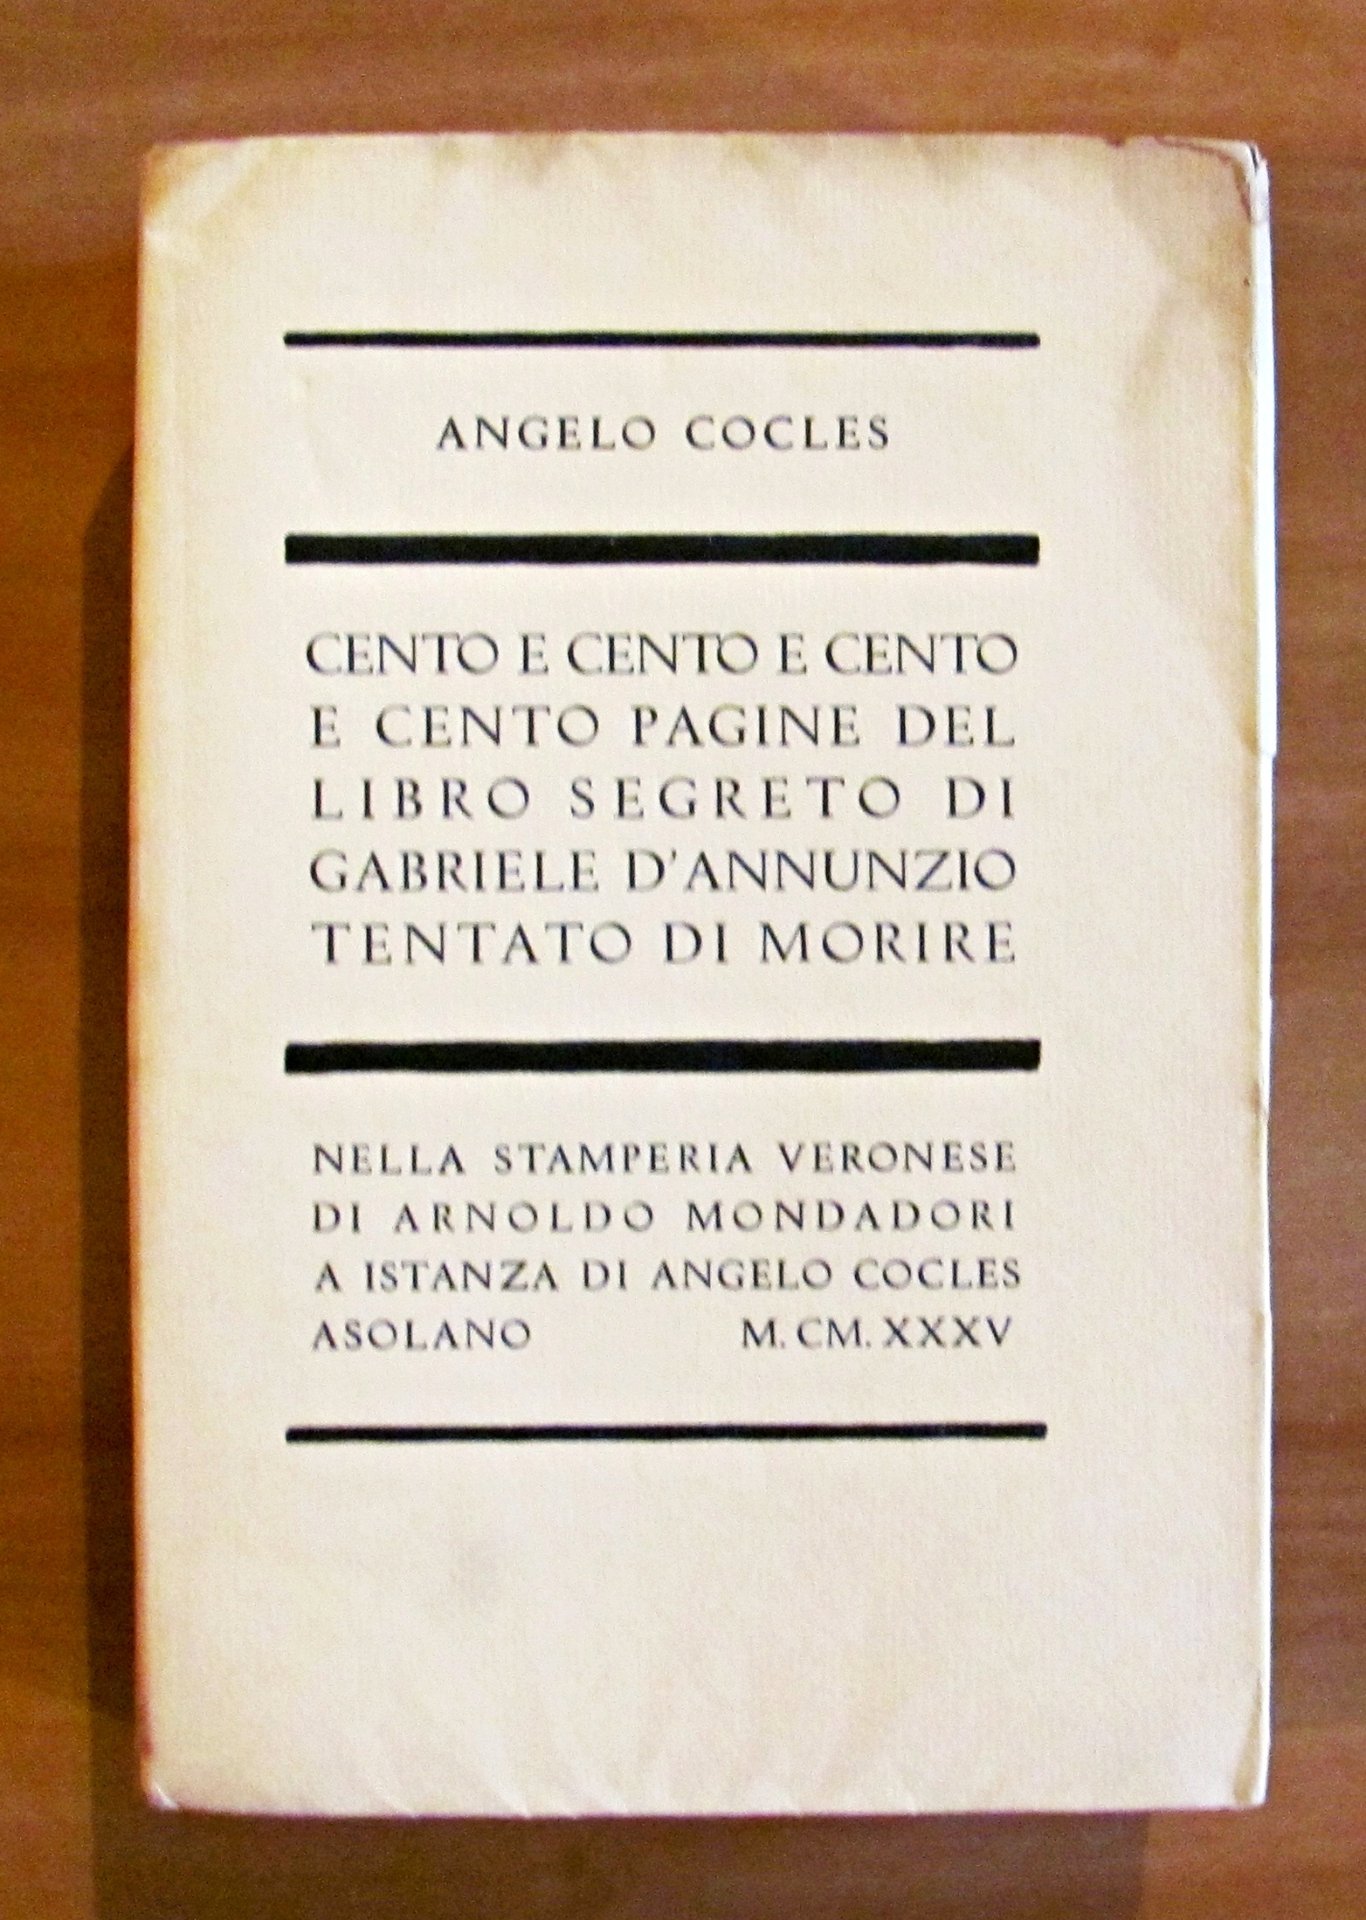 ANGELO COCLES
CENTO E CENTO E CENTO
E CENTO PAGINE DEL
LIBRO SEGRETO DI
GABRIELE D'ANNUNZIO
TENTATO DI MORIRE
NELLA STAMPERIA VERONESE
DI ARNOLDO MONDADORI
A ISTANZA DI ANGELO COCLES
ASOLANO M. CM. XXXV